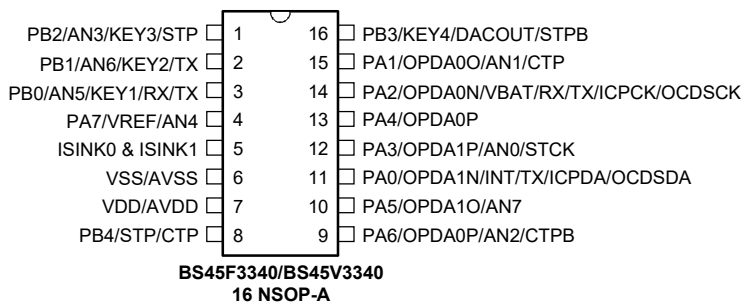 PB2/AN3/KEY3/STP 1 16 PB3/KEY4/DACOUT/STPB
PB1/AN6/KEY2/TX 2 15 PA1/OPDA0O/AN1/CTP
PB0/AN5/KEY1/RX/TX 3 14 PA2/OPDA0N/VBAT/RX/TX/ICPCK/OCDSCK
PA7/VREF/AN4 4 13 PA4/OPDA0P
ISINK0 & ISINK1 5 12 PA3/OPDA1P/AN0/STCK
VSS/AVSS 6 11 PA0/OPDA1N/INT/TX/ICPDA/OCDSDA
VDD/AVDD 7 10 PA5/OPDA1O/AN7
PB4/STP/CTP 8 9 PA6/OPDA0P/AN2/CTPB
BS45F3340/BS45V3340
16 NSOP-A